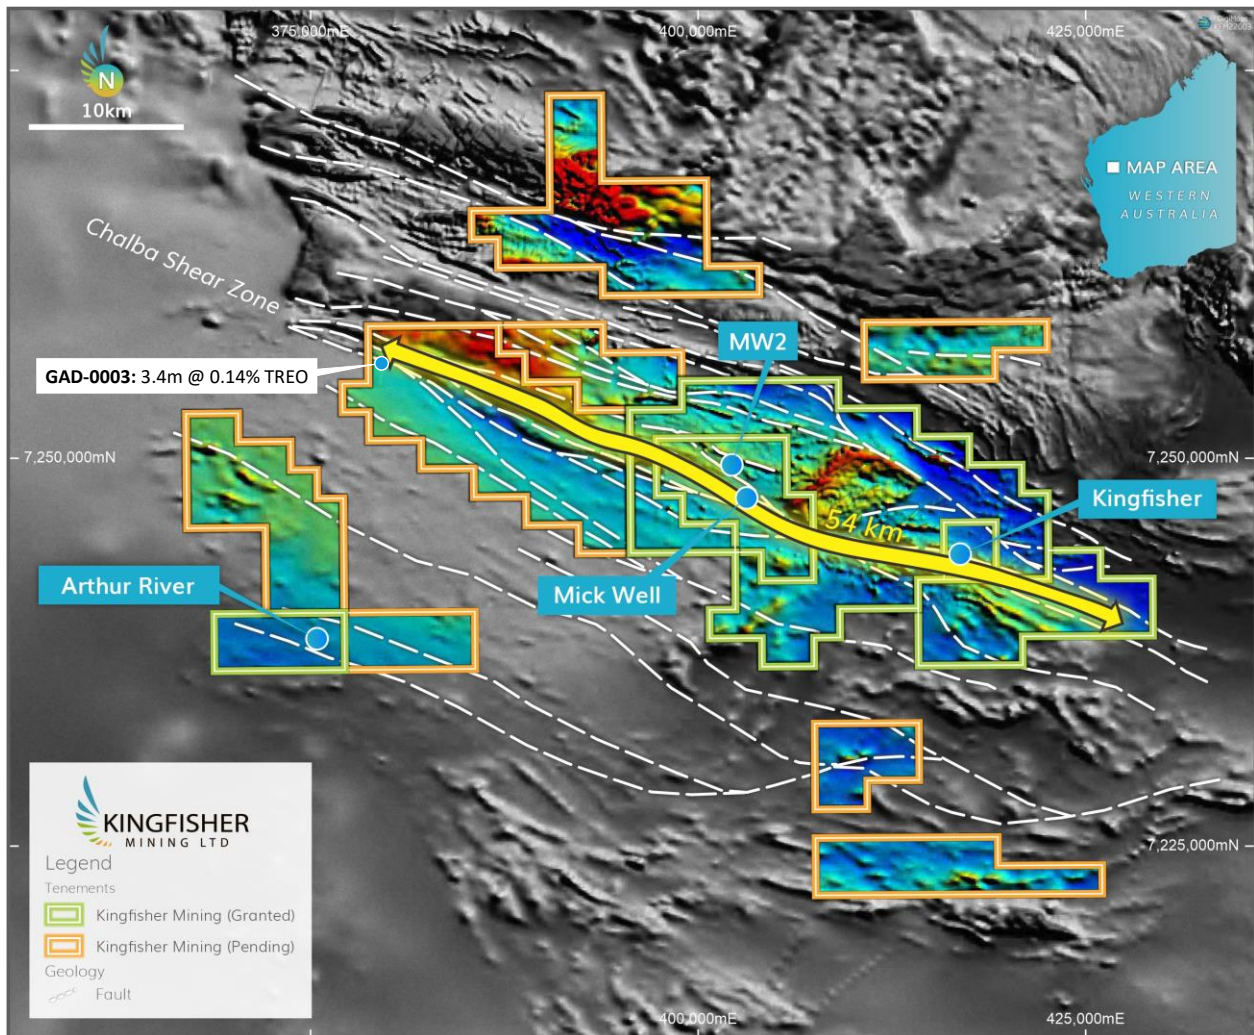 375,000mE
400,000mE
425,000mE
N
10km
MAP AREA
WESTERN
AUSTRALIA
Chalba Shear Zone
MW2
GAD-0003: 3.4m @ 0.14% TREO
7,250,000mN
7,250,000mN
Kingfisher
54 km
Arthur River
Mick Well
KINGFISHER
MINING LTD
Legend
Tenements
Kingfisher Mining (Granted)
Kingfisher Mining (Pending)
Geology
Fault
7,225,000mN
400,000mE
425,000mE